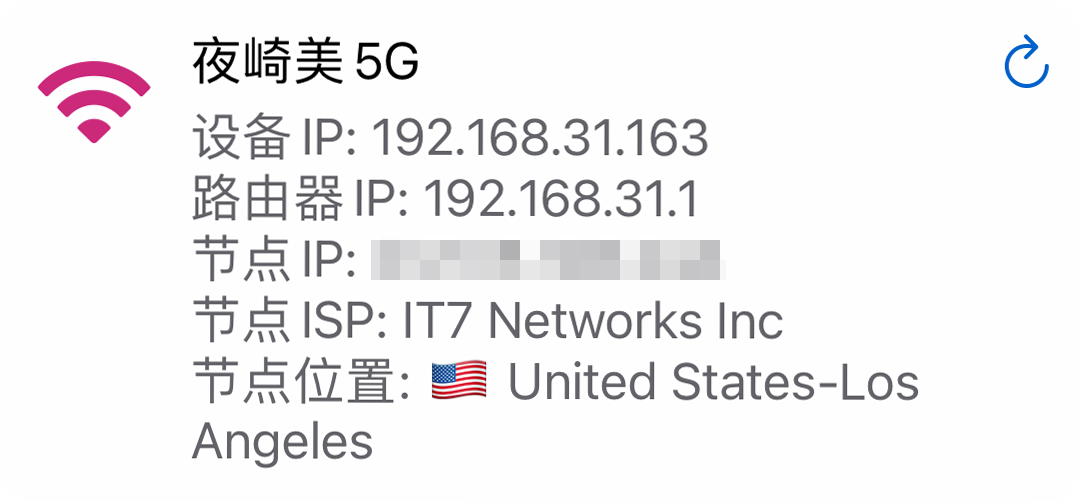 夜崎美 5G
设备 IP: 192.168.31.163
路由器 IP: 192.168.31.1
节点 IP:
节点 ISP: IT7 Networks Inc
节点位置: 🇺🇸 United States-Los
Angeles